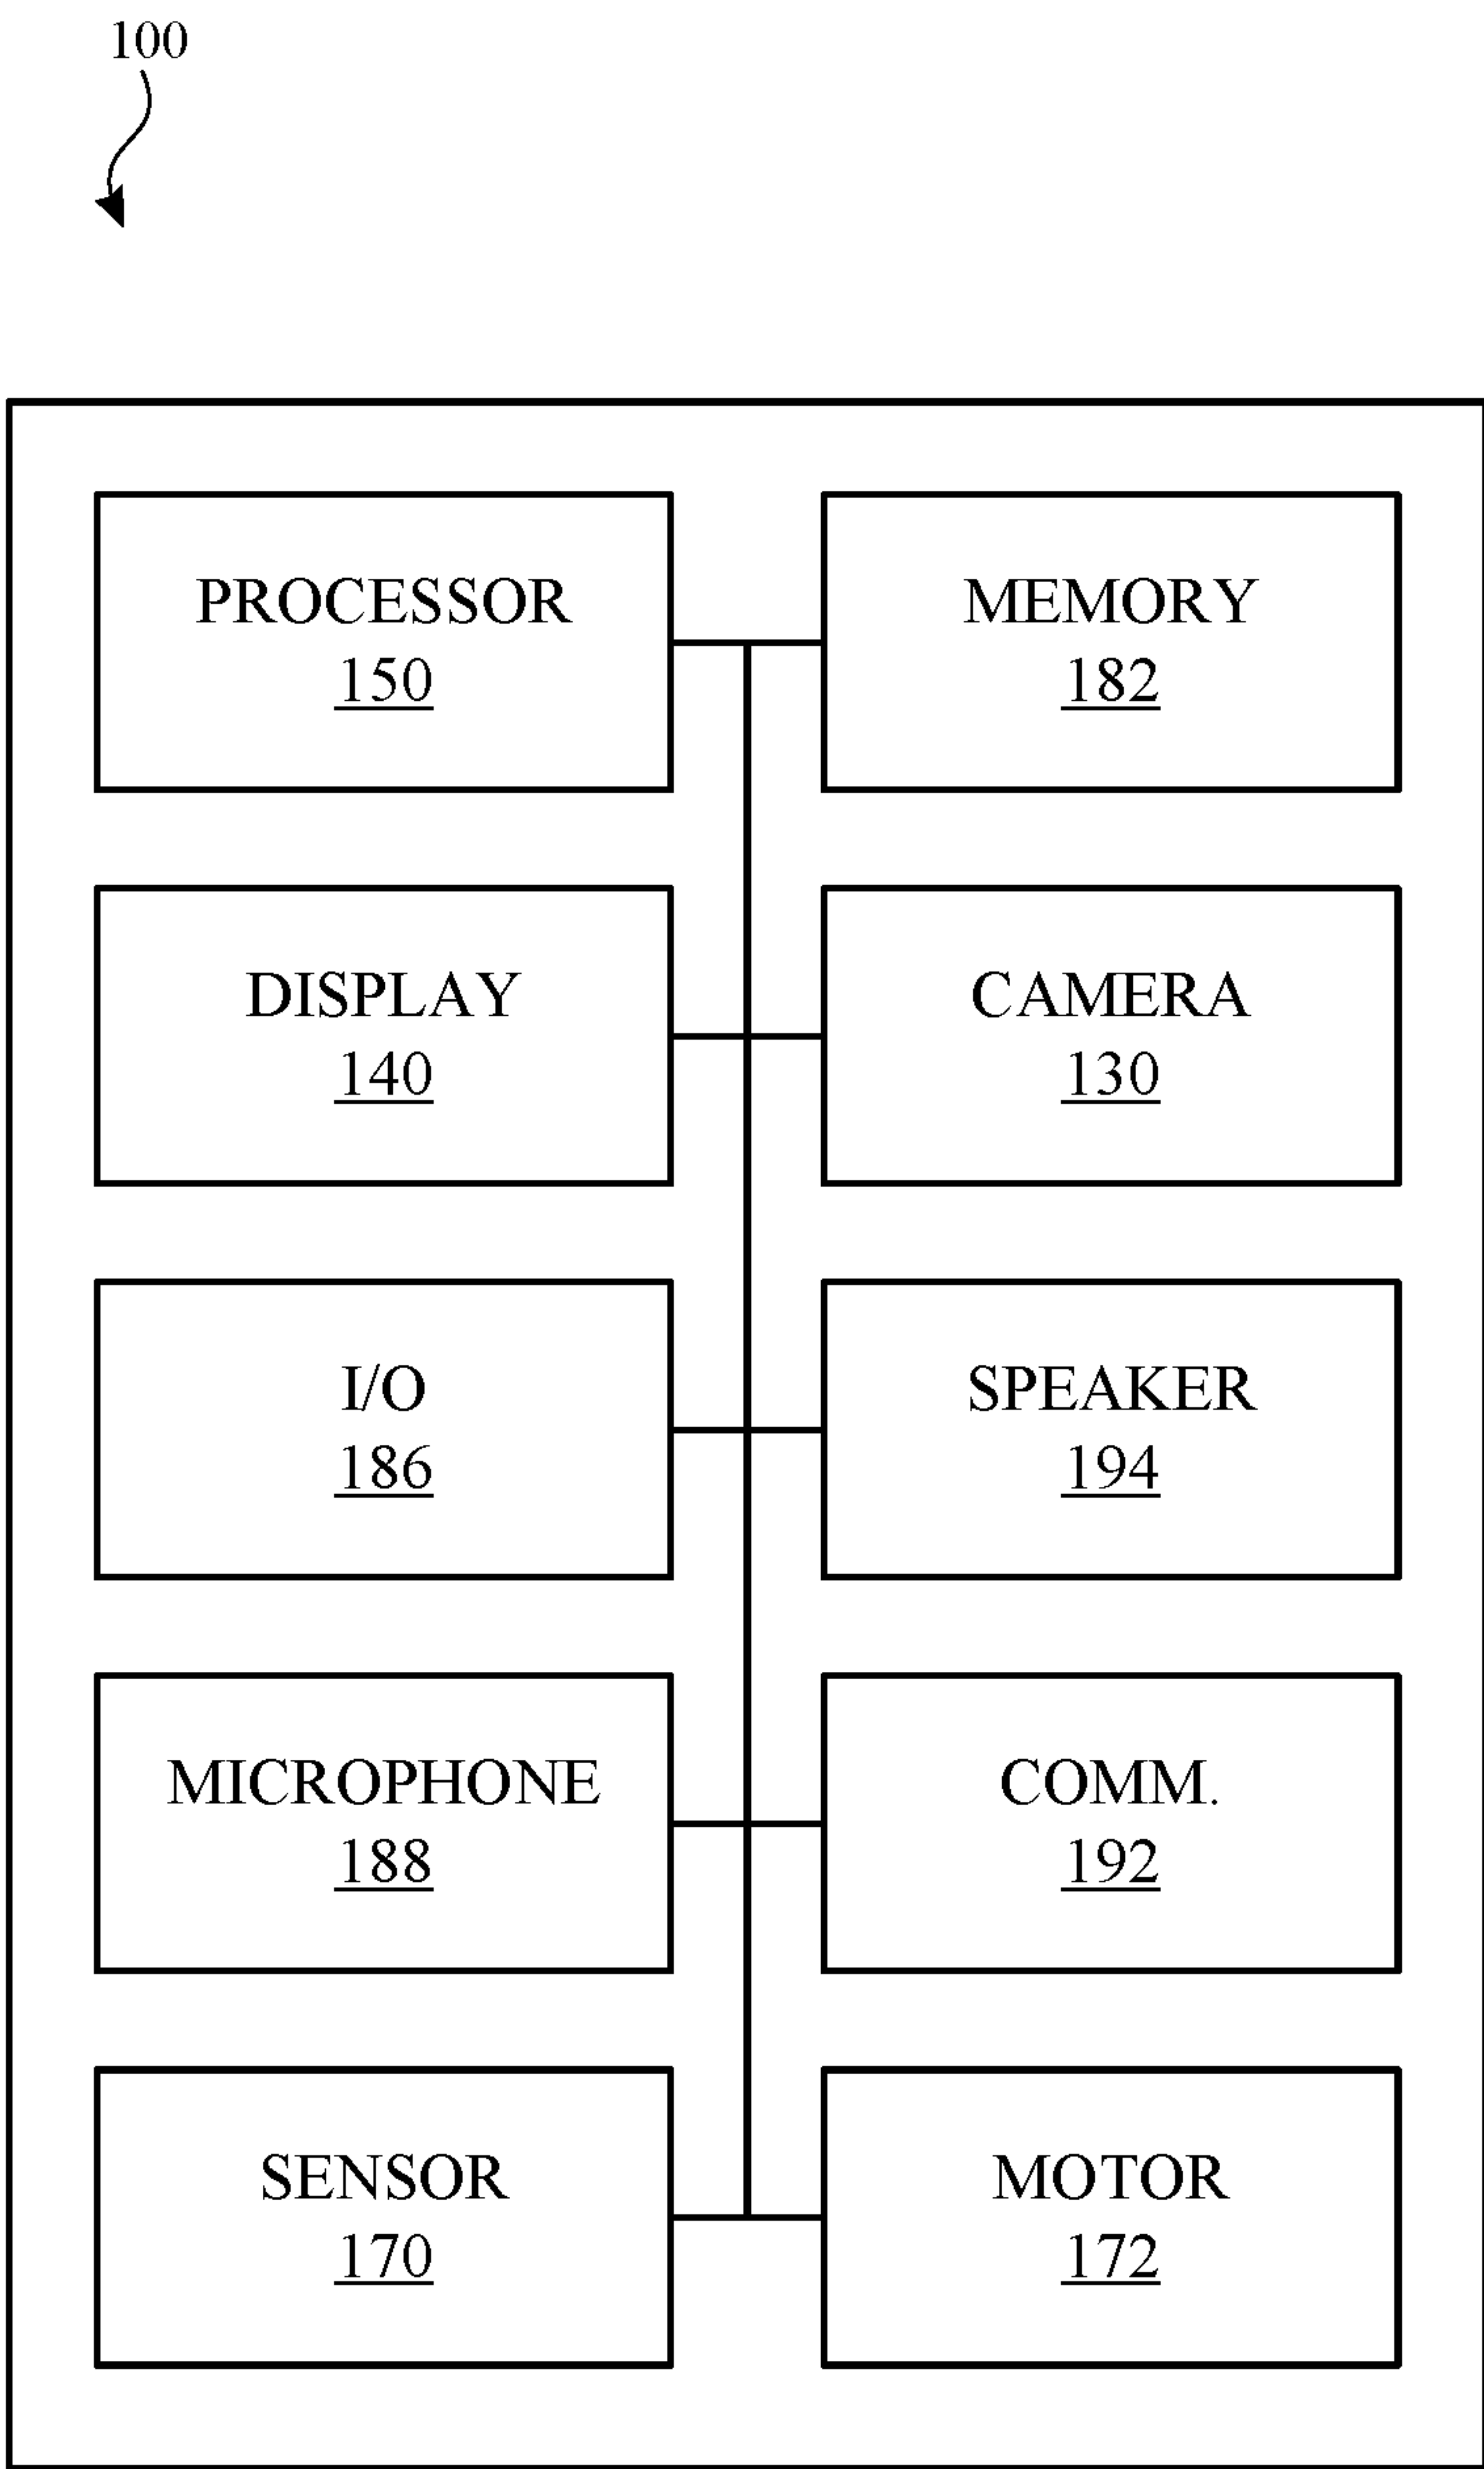 100
PROCESSOR
150
MEMORY
182
DISPLAY
140
CAMERA
130
I/O
186
SPEAKER
194
MICROPHONE
188
COMM.
192
SENSOR
170
MOTOR
172